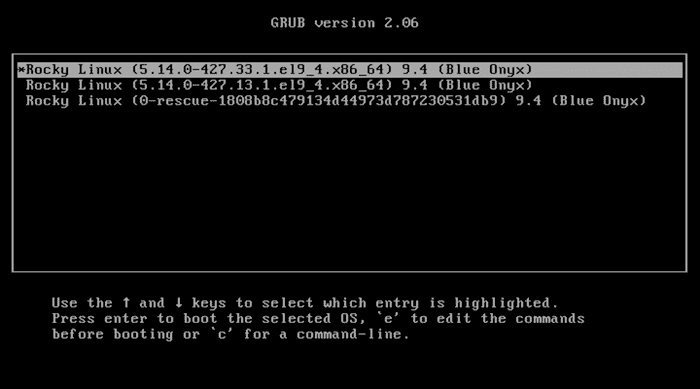 GRUB version 2.06
*Rocky Linux (5.14.0-427.33.1.el9_4.x86_64) 9.4 (Blue Onyx)
Rocky Linux (5.14.0-427.13.1.el9_4.x86_64) 9.4 (Blue Onyx)
Rocky Linux (0-rescue-1808b8c479134d44973d787230531db9) 9.4 (Blue Onyx)
Use the ↑ and ↓ keys to select which entry is highlighted.
Press enter to boot the selected OS, `e' to edit the commands
before booting or `c' for a command-line.